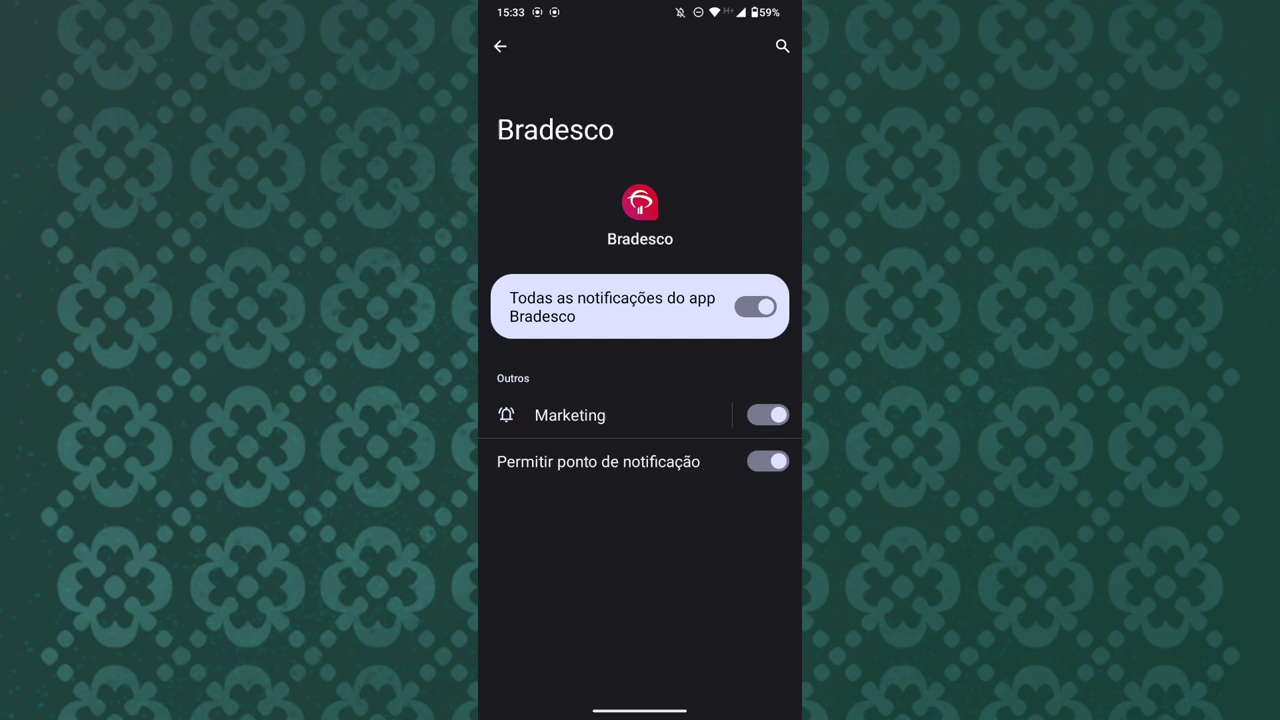 15:33 H+ 59%
Bradesco
Bradesco
Todas as notificações do app
Bradesco
Outros
Marketing
Permitir ponto de notificação